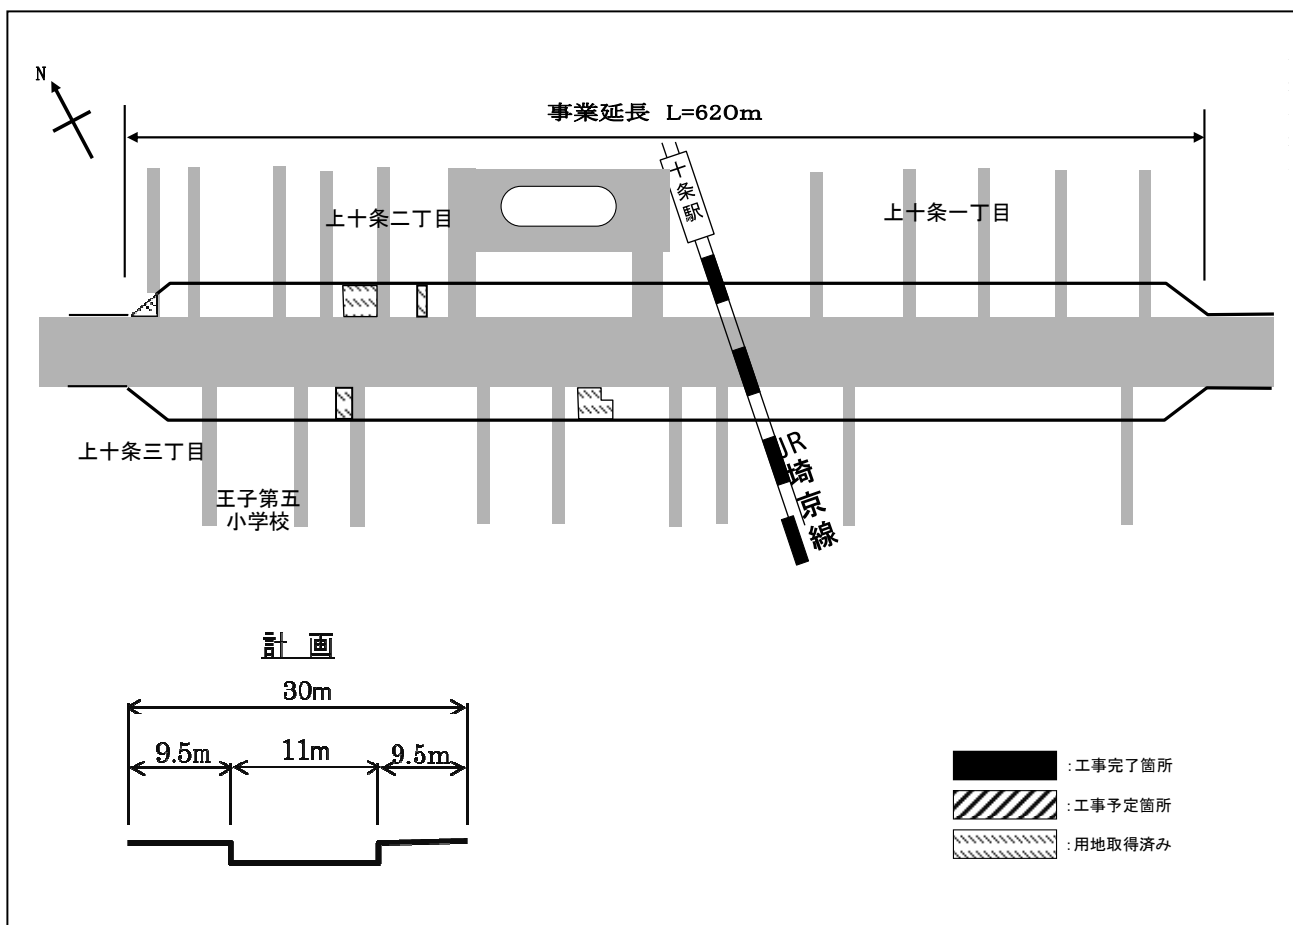 N
事業延長 L=620m
十条駅
上十条二丁目
上十条一丁目
上十条三丁目
王子第五
小学校
JR埼京線
計 画
30m
9.5m
11m
9.5m
:工事完了箇所
:工事予定箇所
:用地取得済み